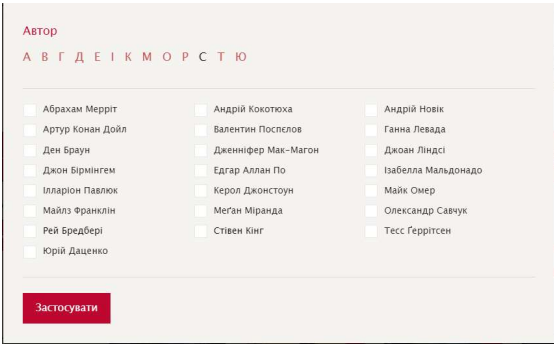 Автор
А В Г Д Е І К М О Р С Т Ю
Абрахам Мерріт Андрій Кокотюха Андрій Новік
Артур Конан Дойл Валентин Поспєлов Ганна Левада
Ден Браун Дженніфер Мак-Магон Джоан Ліндсі
Джон Бірмінгем Едгар Аллан По Ізабелла Мальдонадо
Ілларіон Павлюк Керол Джонстоун Майк Омер
Майлз Франклін Меґан Міранда Олександр Савчук
Рей Бредбері Стівен Кінг Тесс Ґеррітсен
Юрій Даценко
Застосувати